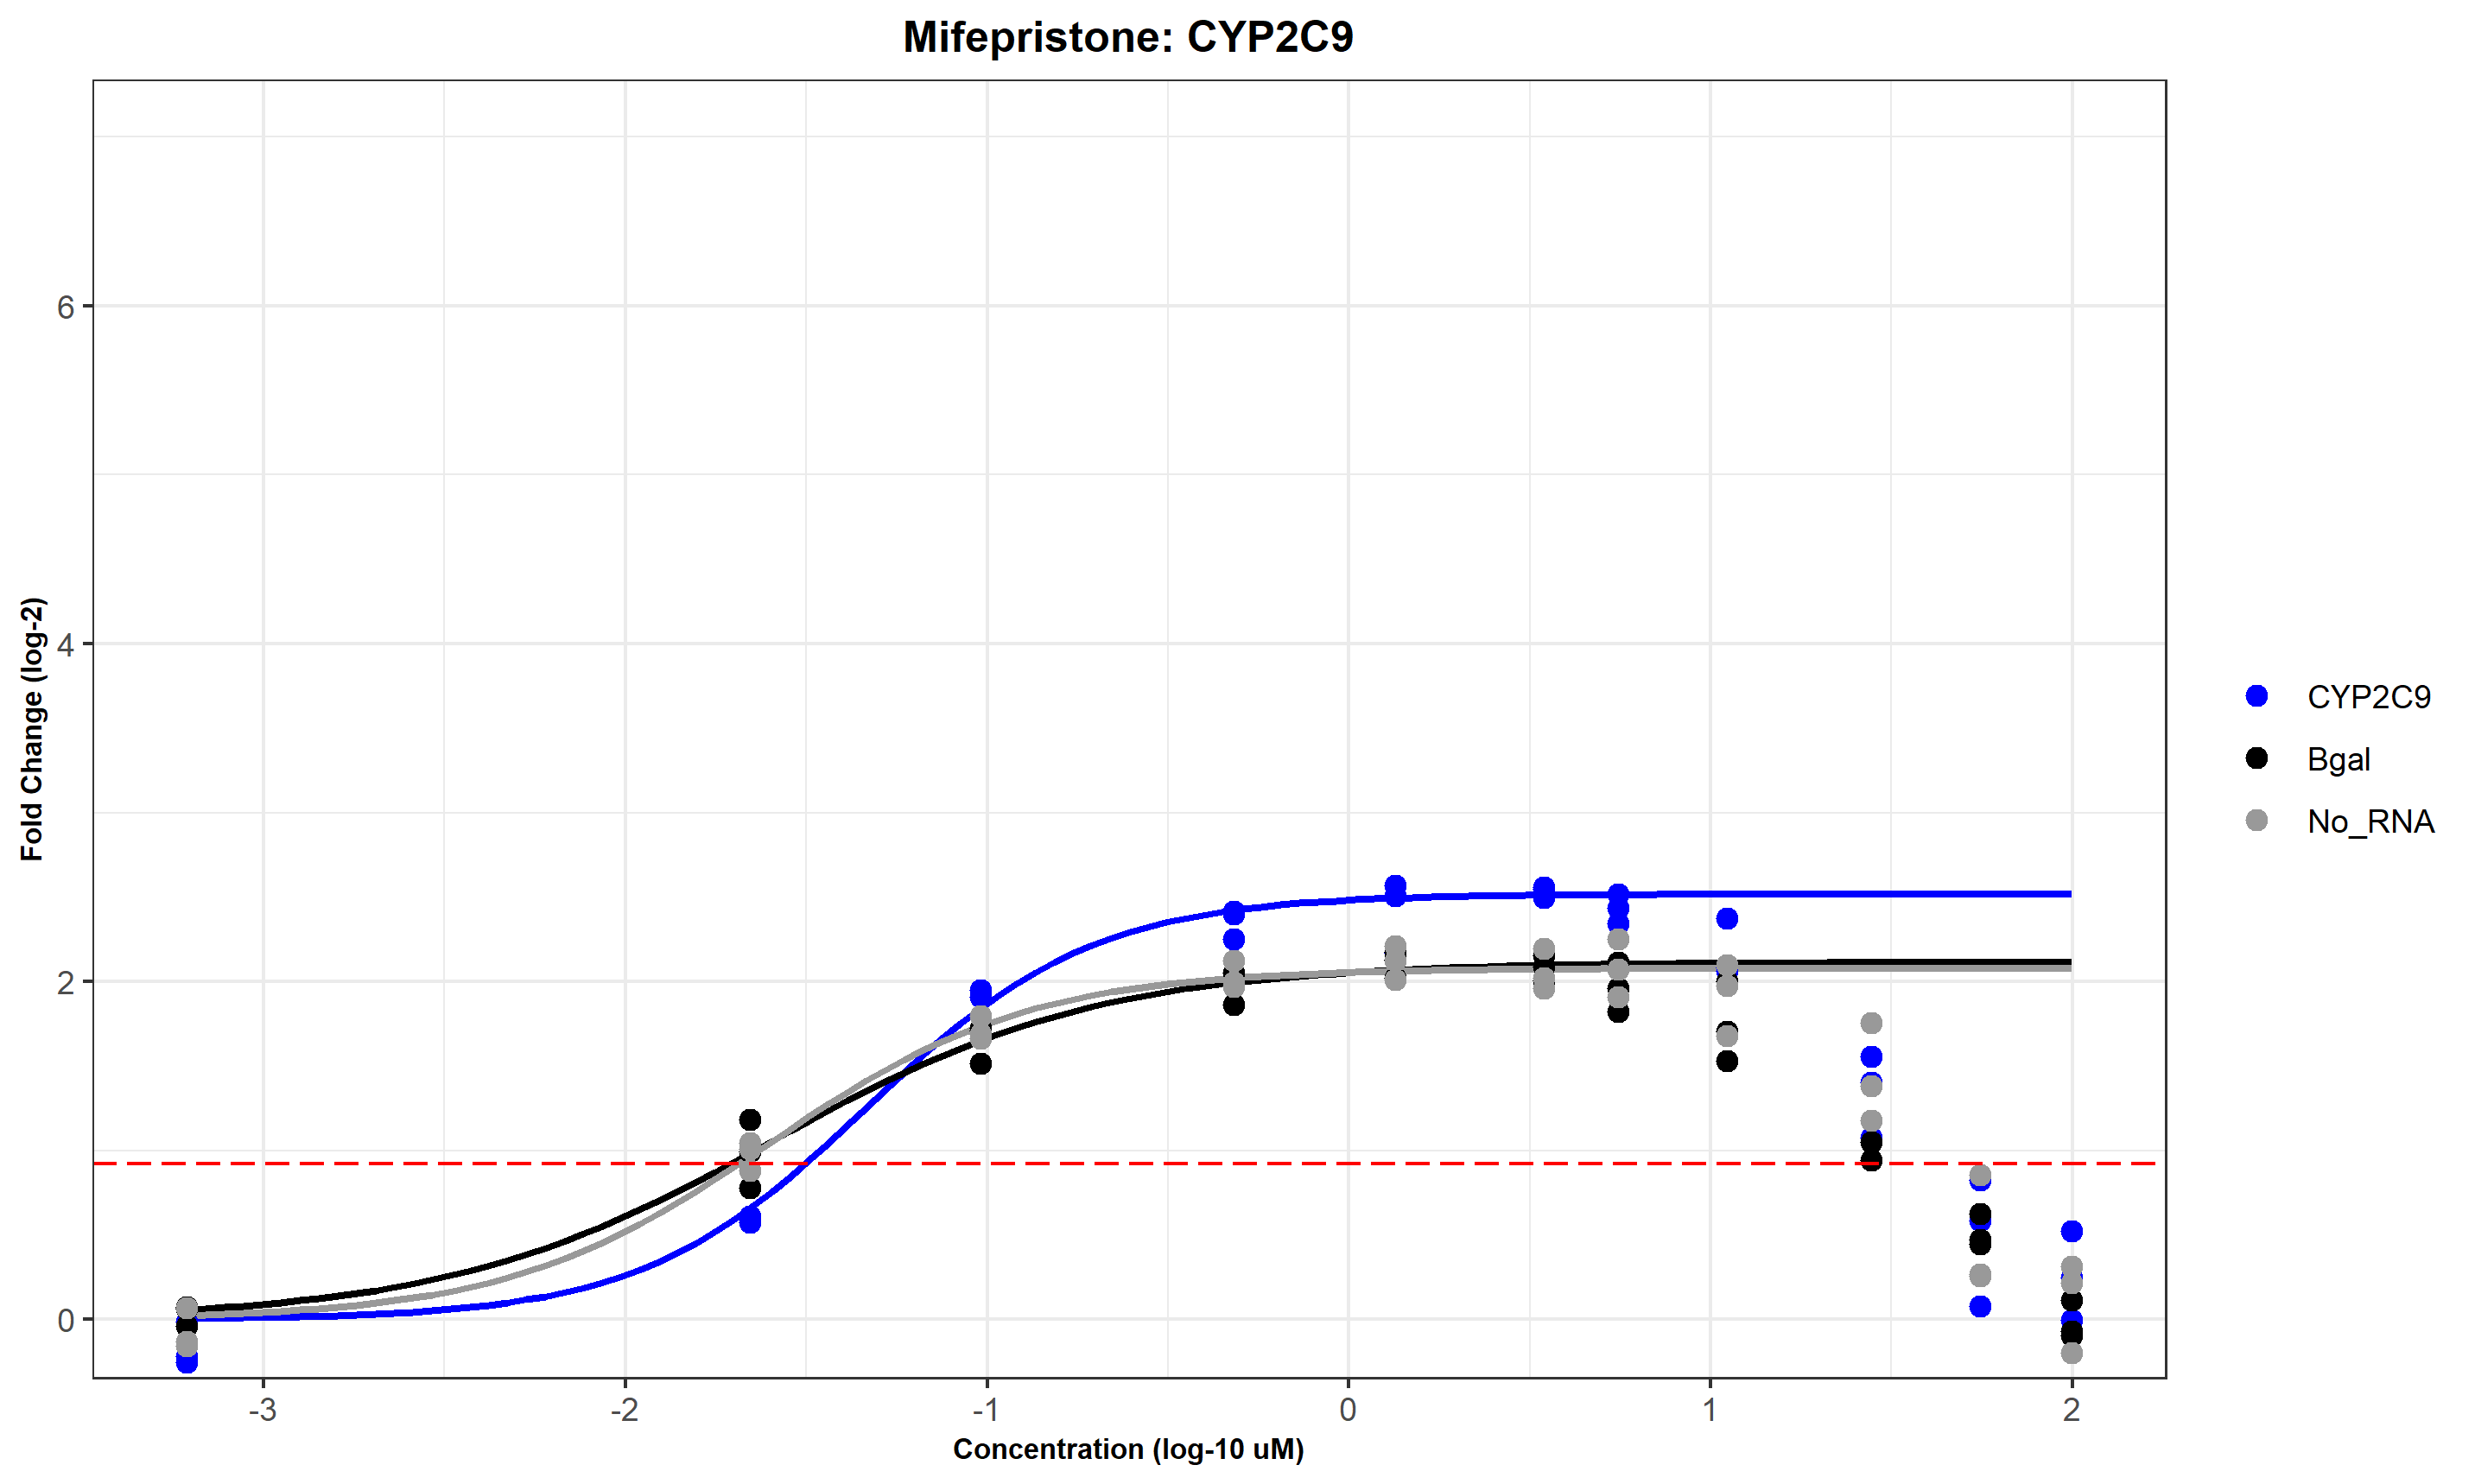 Mifepristone: CYP2C9
Fold Change (log-2)
6
4
2
0
-3
-2
-1
0
1
2
Concentration (log-10 uM)
CYP2C9
Bgal
No_RNA